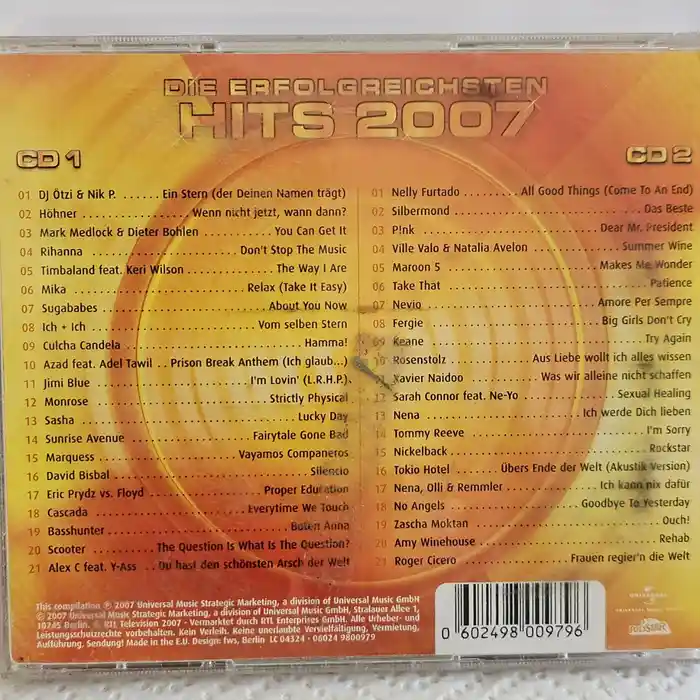 DIE ERFOLGREICHSTEN
HITS 2007
CD 1
01 Dj Ötzi & Nik P. ...... Ein Stern (der Deinen Namen trägt)
02 Höhner ................ Wenn nicht jetzt, wann dann?
03 Mark Medlock & Dieter Bohlen ............ You Can Get It
04 Rihanna ......................... Don't Stop The Music
05 Timbaland feat. Keri Wilson .............. The Way I Are
06 Mika .......................... Relax (Take It Easy)
07 Sugababes .......................... About You Now
08 Ich + Ich ........................ Vom selben Stern
09 Culcha Candela ............................ Hamma!
10 Azad feat. Adel Tawil .. Prison Break Anthem (Ich glaub...)
11 Jimi Blue .................... I'm Lovin' (L.R.H.P.)
12 Monrose ........................ Strictly Physical
13 Sasha ............................... Lucky Day
14 Sunrise Avenue ................ Fairytale Gone Bad
15 Marquess .................... Vayamos Companeros
16 David Bisbal ............................ Silencio
17 Eric Prydz vs. Floyd ............ Proper Education
18 Cascada ...................... Everytime We Touch
19 Basshunter .......................... Boten Anna
20 Scooter .......... The Question Is What Is The Question?
21 Alex C feat. Y-Ass .. Du hast den schönsten Arsch der Welt
CD 2
01 Nelly Furtado ........ All Good Things (Come To An End)
02 Silbermond .............................. Das Beste
03 P!nk .............................. Dear Mr. President
04 Ville Valo & Natalia Avelon .............. Summer Wine
05 Maroon 5 ........................ Makes Me Wonder
06 Take That .............................. Patience
07 Nevio .......................... Amore Per Sempre
08 Fergie .......................... Big Girls Don't Cry
09 Keane .............................. Try Again
10 Rosenstolz ............ Aus Liebe wollt ich alles wissen
Xavier Naidoo ........ Was wir alleine nicht schaffen
12 Sarah Connor feat. Ne-Yo .............. Sexual Healing
13 Nena ........................ Ich werde Dich lieben
14 Tommy Reeve ............................ I'm Sorry
15 Nickelback ............................ Rockstar
16 Tokio Hotel ........ Übers Ende der Welt (Akustik Version)
17 Nena, Olli & Remmler .............. Ich kann nix dafür
18 No Angels .................... Goodbye To Yesterday
19 Zascha Moktan ............................ Ouch!
20 Amy Winehouse ............................ Rehab
21 Roger Cicero ................ Frauen regier'n die Welt
This compilation ℗ 2007 Universal Music Strategic Marketing, a division of Universal Music GmbH
© 2007 Universal Music Strategic Marketing, a division of Universal Music GmbH, Stralauer Allee 1,
10245 Berlin. © RTL Television 2007 - Vermarktet durch RTL Enterprises GmbH. Alle Urheber- und
Leistungsschutzrechte vorbehalten. Kein Verleih. Keine unerlaubte Vervielfältigung, Vermietung,
Aufführung, Sendung! Made in the E.U. Design: fws, Berlin LC 04324 · 00024 9800979
0 602498 009796
UNIVERSAL
POLYSTAR